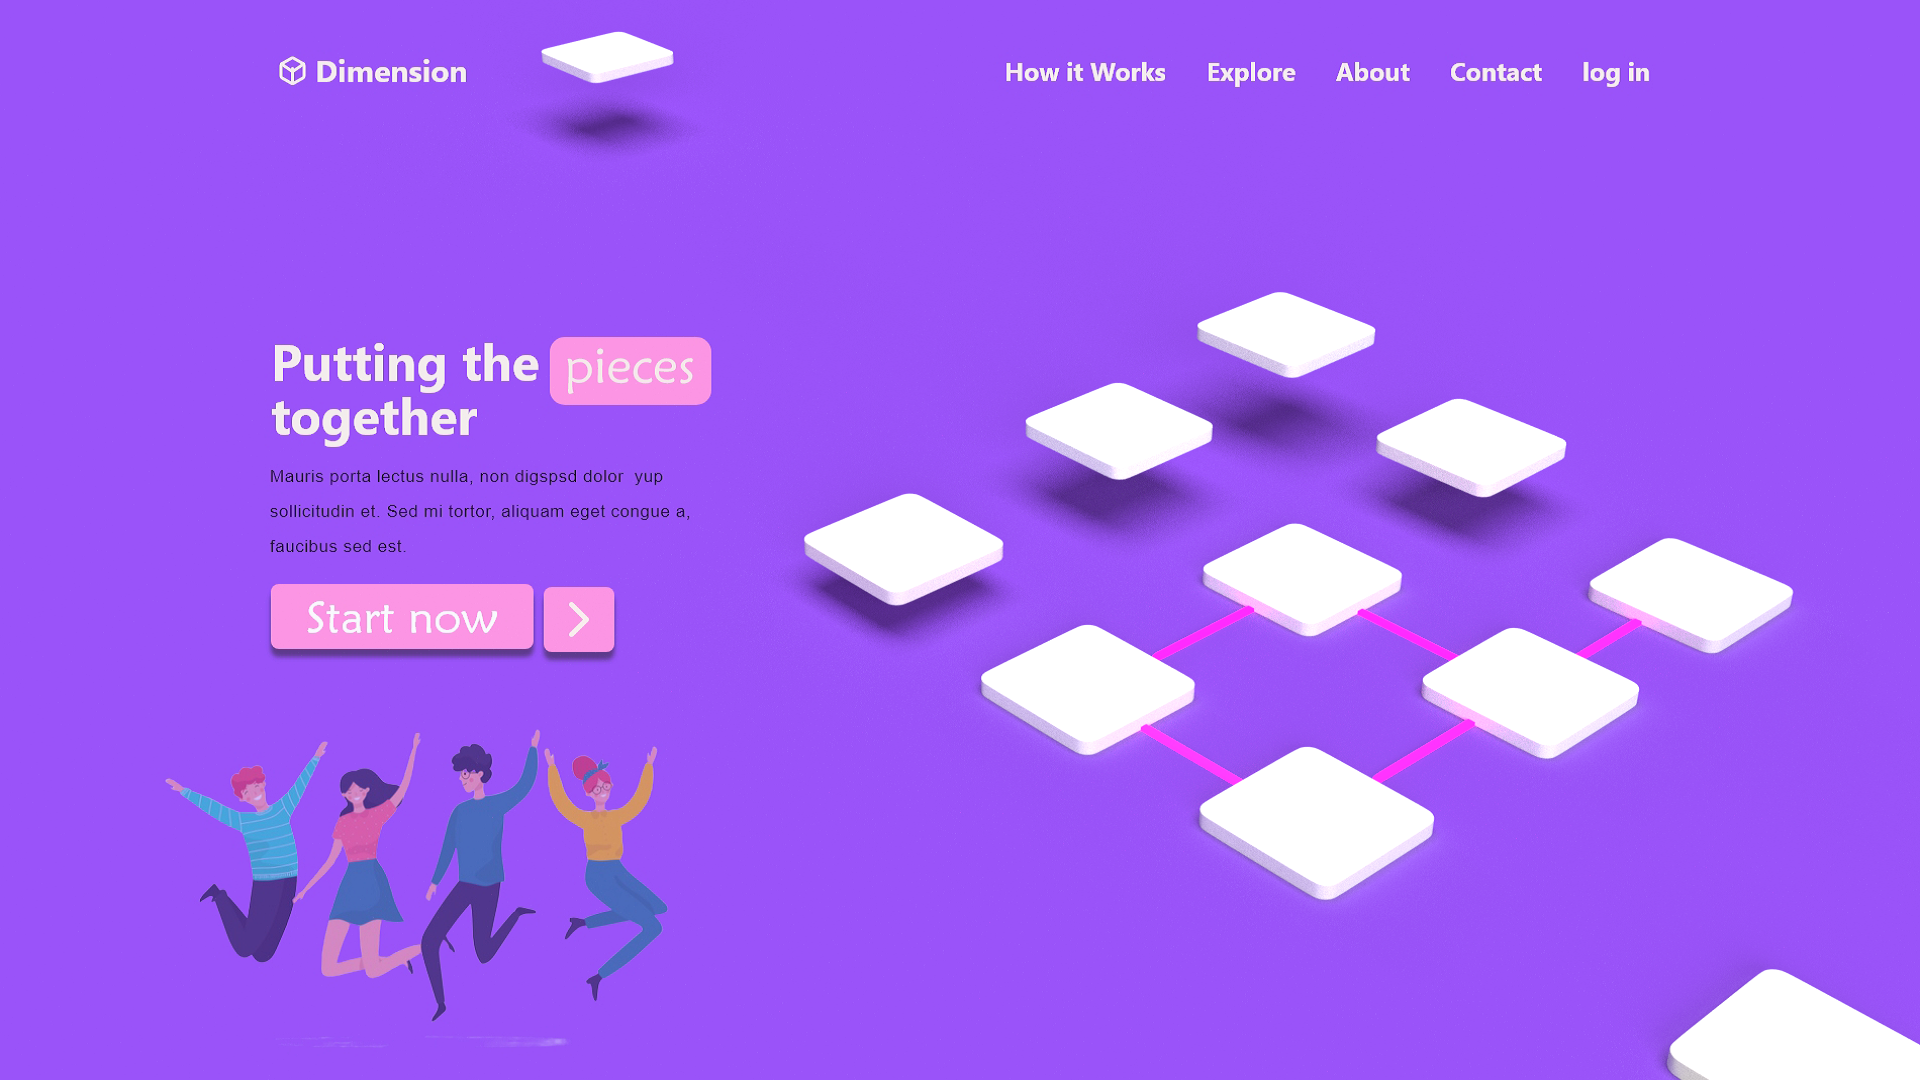 Dimension
How it Works Explore About Contact log in
Putting the pieces
together
Mauris porta lectus nulla, non digspsd dolor  yup
sollicitudin et. Sed mi tortor, aliquam eget congue a,
faucibus sed est.
Start now